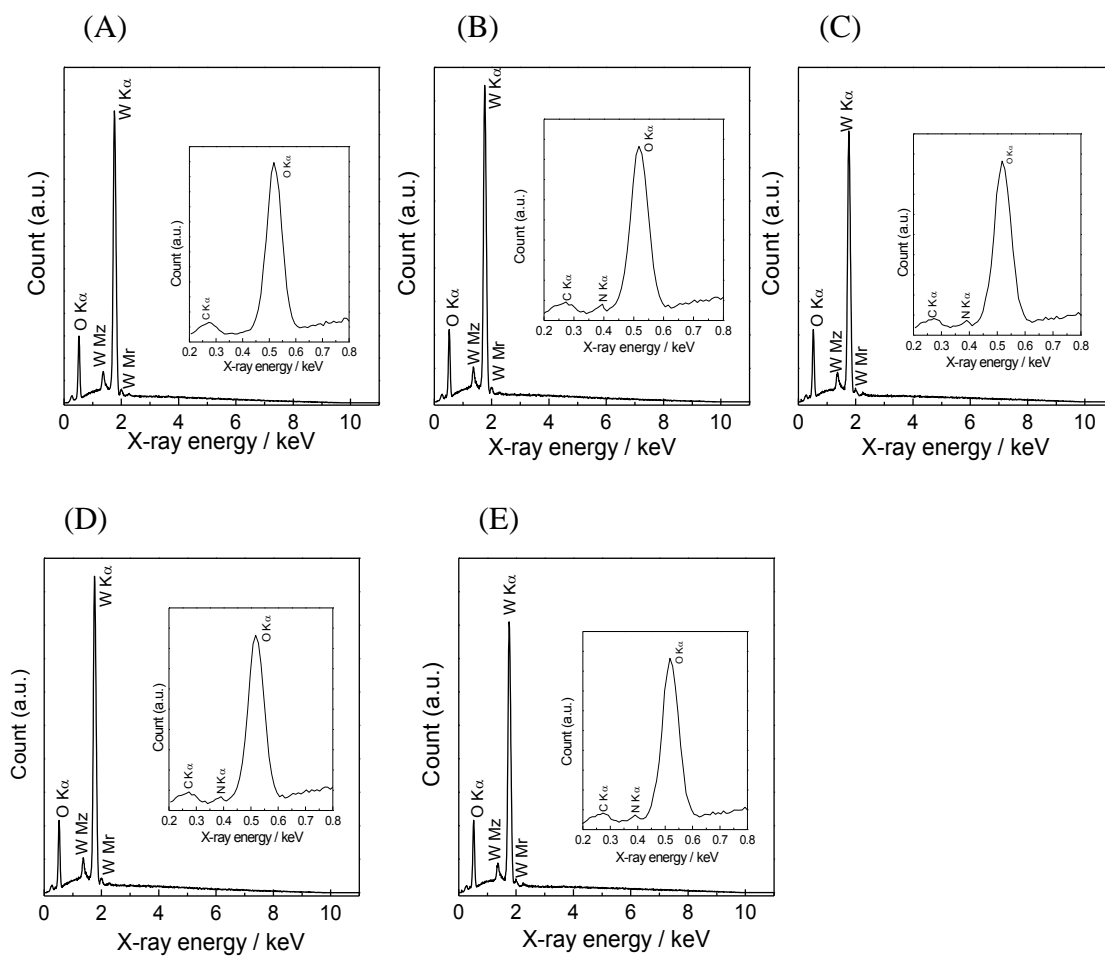 (A)
(B)
(C)
Count (a.u.)
O Kα
W Mz
W Kα
W Mr
0 2 4 6 8 10
X-ray energy / keV
Count (a.u.)
C Kα
O Kα
0.2 0.3 0.4 0.5 0.6 0.7 0.8
X-ray energy / keV
Count (a.u.)
O Kα
W Mz
W Kα
W Mr
0 2 4 6 8 10
X-ray energy / keV
Count (a.u.)
C Kα
N Kα
O Kα
0.2 0.3 0.4 0.5 0.6 0.7 0.8
X-ray energy / keV
Count (a.u.)
O Kα
W Mz
W Kα
W Mr
0 2 4 6 8 10
X-ray energy / keV
Count (a.u.)
C Kα
N Kα
O Kα
0.2 0.3 0.4 0.5 0.6 0.7 0.8
X-ray energy / keV
(D)
(E)
Count (a.u.)
O Kα
W Mz
W Kα
W Mr
0 2 4 6 8 10
X-ray energy / keV
Count (a.u.)
C Kα
N Kα
O Kα
0.2 0.3 0.4 0.5 0.6 0.7 0.8
X-ray energy / keV
Count (a.u.)
O Kα
W Mz
W Kα
W Mr
0 2 4 6 8 10
X-ray energy / keV
Count (a.u.)
C Kα
N Kα
O Kα
0.2 0.3 0.4 0.5 0.6 0.7 0.8
X-ray energy / keV